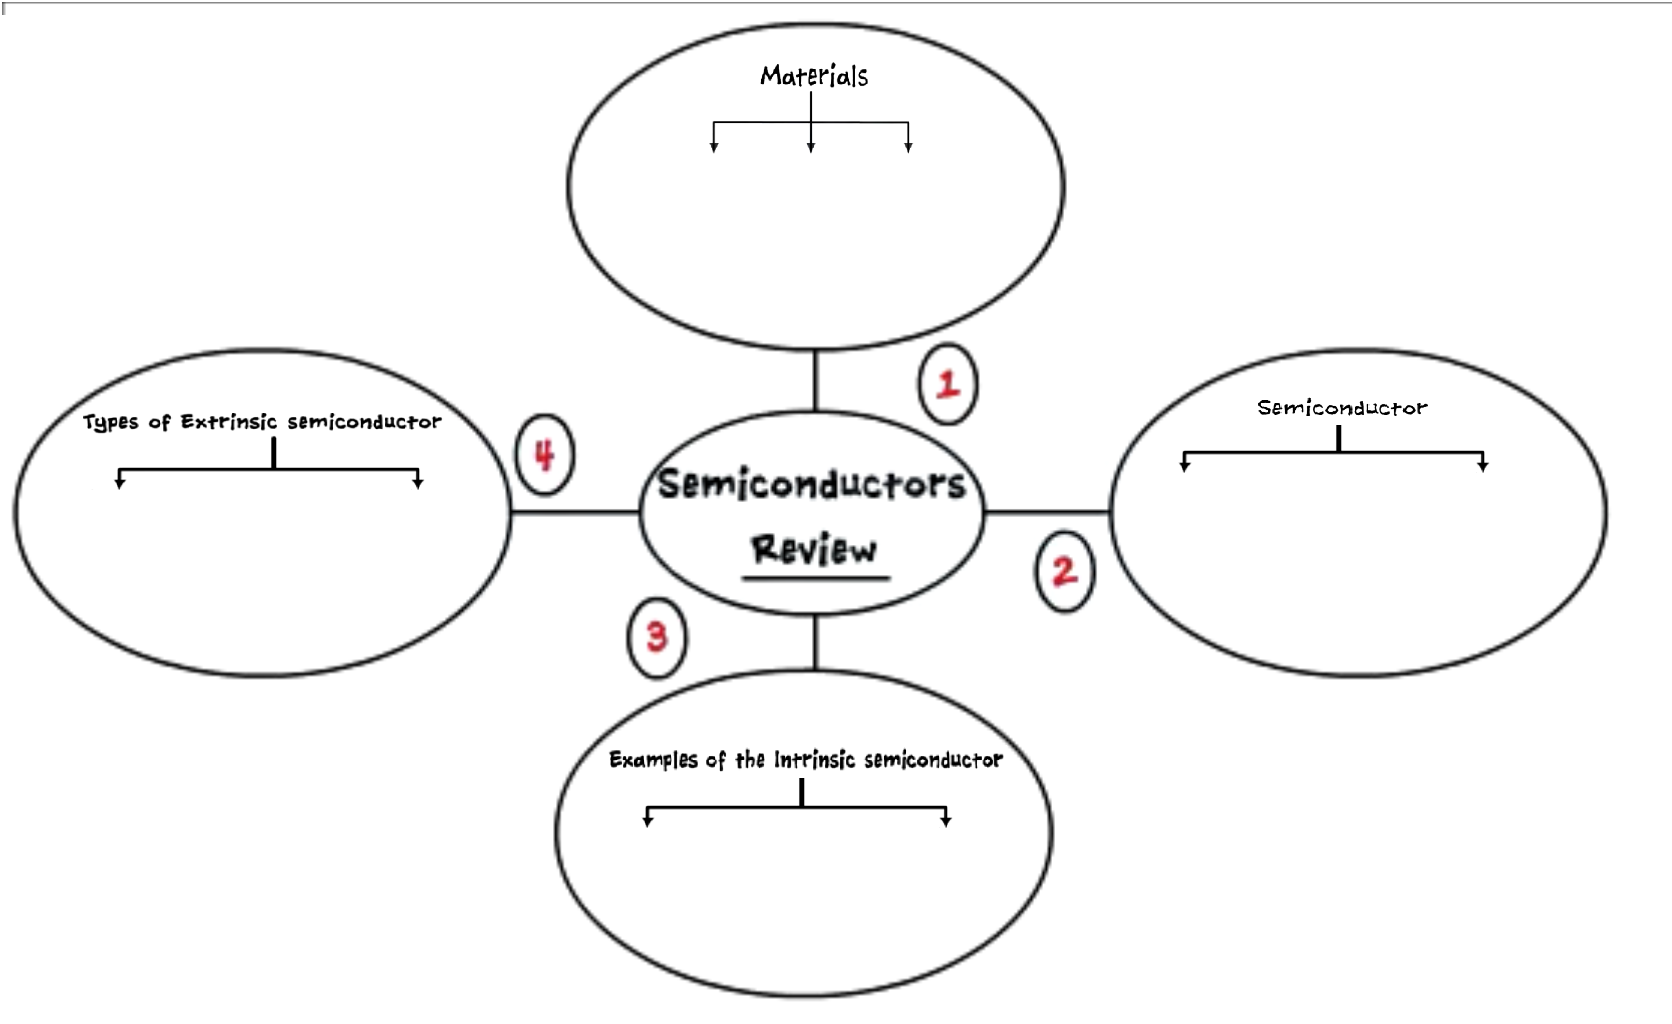 Materials
1
Types of Extrinsic semiconductor
4
Semiconductor
Semiconductors
Review
2
3
Examples of the Intrinsic semiconductor